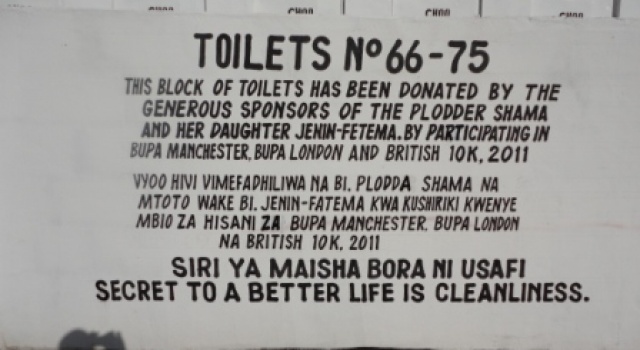 TOILETS Nº 66-75
THIS BLOCK OF TOILETS HAS BEEN DONATED BY THE
GENEROUS SPONSORS OF THE PLODDER SHAMA
AND HER DAUGHTER JENIN-FETEMA. BY PARTICIPATING IN
BUPA MANCHESTER, BUPA LONDON AND BRITISH 10K, 2011
VYOO HIVI VIMEFADHILIWA NA BI. PLODDA SHAMA NA
MTOTO WAKE BI. JENIN-FATEMA KWA KUSHIRIKI KWENYE
MBIO ZA HISANI ZA BUPA MANCHESTER, BUPA LONDON
NA BRITISH 10K, 2011
SIRI YA MAISHA BORA NI USAFI
SECRET TO A BETTER LIFE IS CLEANLINESS.